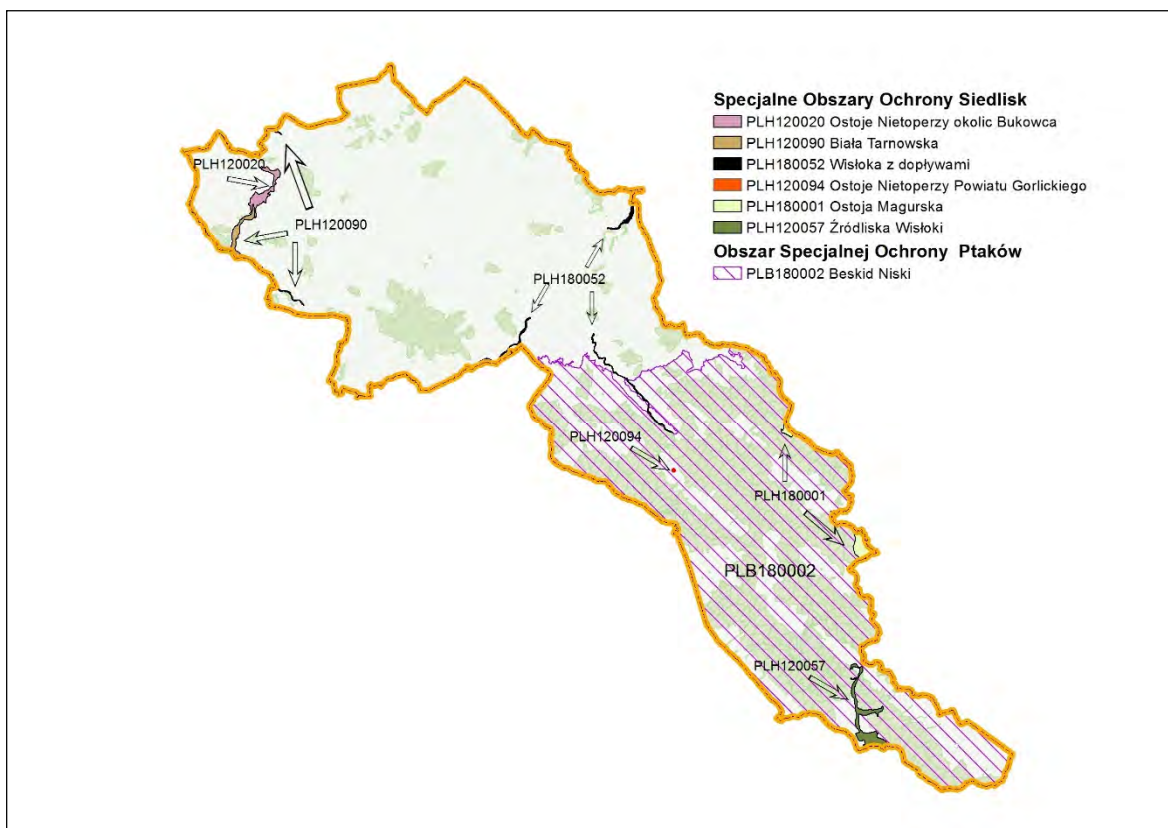 Specjalne Obszary Ochrony Siedlisk
PLH120020 Ostoje Nietoperzy okolic Bukowca
PLH120090 Biała Tarnowska
PLH180052 Wisłoka z dopływami
PLH120094 Ostoje Nietoperzy Powiatu Gorlickiego
PLH180001 Ostoja Magurska
PLH120057 Źródliska Wisłoki
Obszar Specjalnej Ochrony Ptaków
PLB180002 Beskid Niski
PLH120020
PLH120090
PLH180052
PLH120094
PLH180001
PLB180002
PLH120057